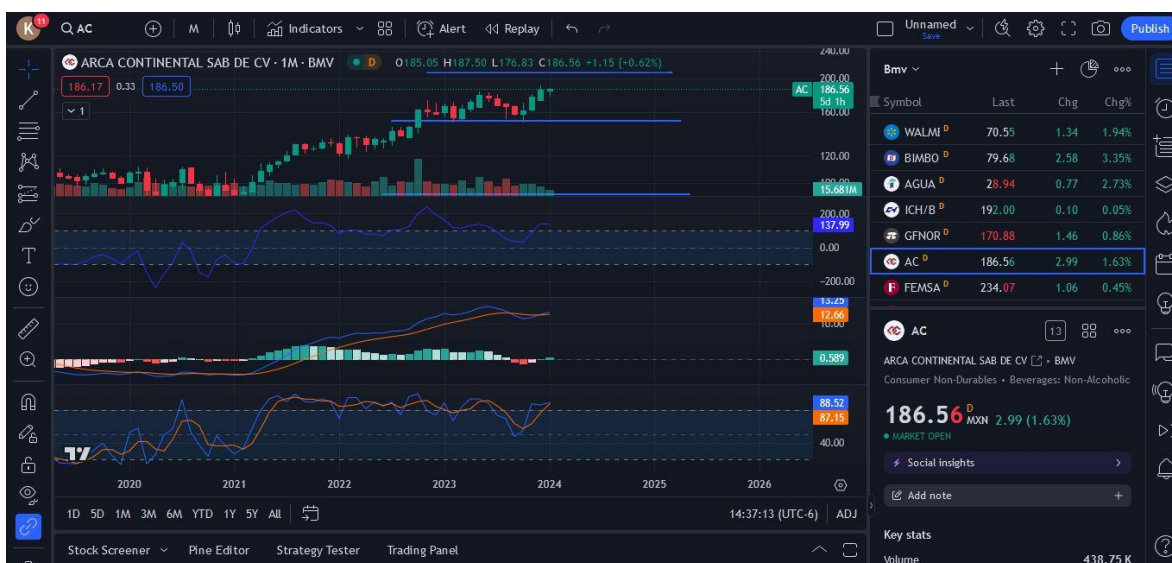 K 11 AC M Indicators Alert Replay Unnamed Save Publish
ARCA CONTINENTAL SAB DE CV · 1M · BMV D O185.05 H187.50 L176.83 C186.56 +1.15 (+0.62%)
186.17 0.33 186.50
1
240.00
200.00
AC 186.56
5d 1h
160.00
120.00
15.681M
200.00
137.99
0.00
−200.00
13.25
12.66
10.00
0.589
88.52
87.15
40.00
2020 2021 2022 2023 2024 2025 2026
1D 5D 1M 3M 6M YTD 1Y 5Y All 14:37:13 (UTC-6) ADJ
Stock Screener Pine Editor Strategy Tester Trading Panel
Bmv
Symbol Last Chg Chg%
WALME D 70.55 1.34 1.94%
BIMBO D 79.68 2.58 3.35%
AGUA D 28.94 0.77 2.73%
ICH/B D 192.00 0.10 0.05%
GFNOR D 170.88 1.46 0.86%
AC D 186.56 2.99 1.63%
FEMSA D 234.07 1.06 0.45%
AC 13
ARCA CONTINENTAL SAB DE CV · BMV
Consumer Non-Durables • Beverages: Non-Alcoholic
186.56 D MXN 2.99 (1.63%)
MARKET OPEN
Social insights
Add note
Key stats
Volume 438.75 K